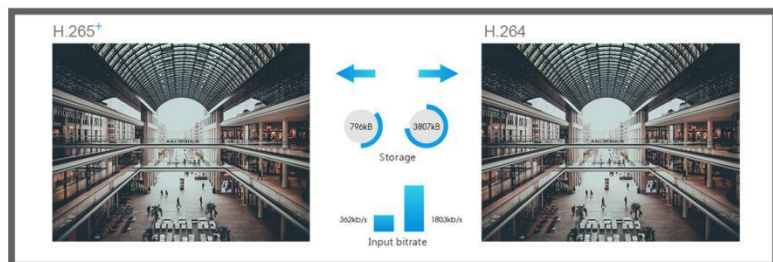 H.265+
H.264
796kB
3807kB
Storage
362kb/s
1803kb/s
Input bitrate